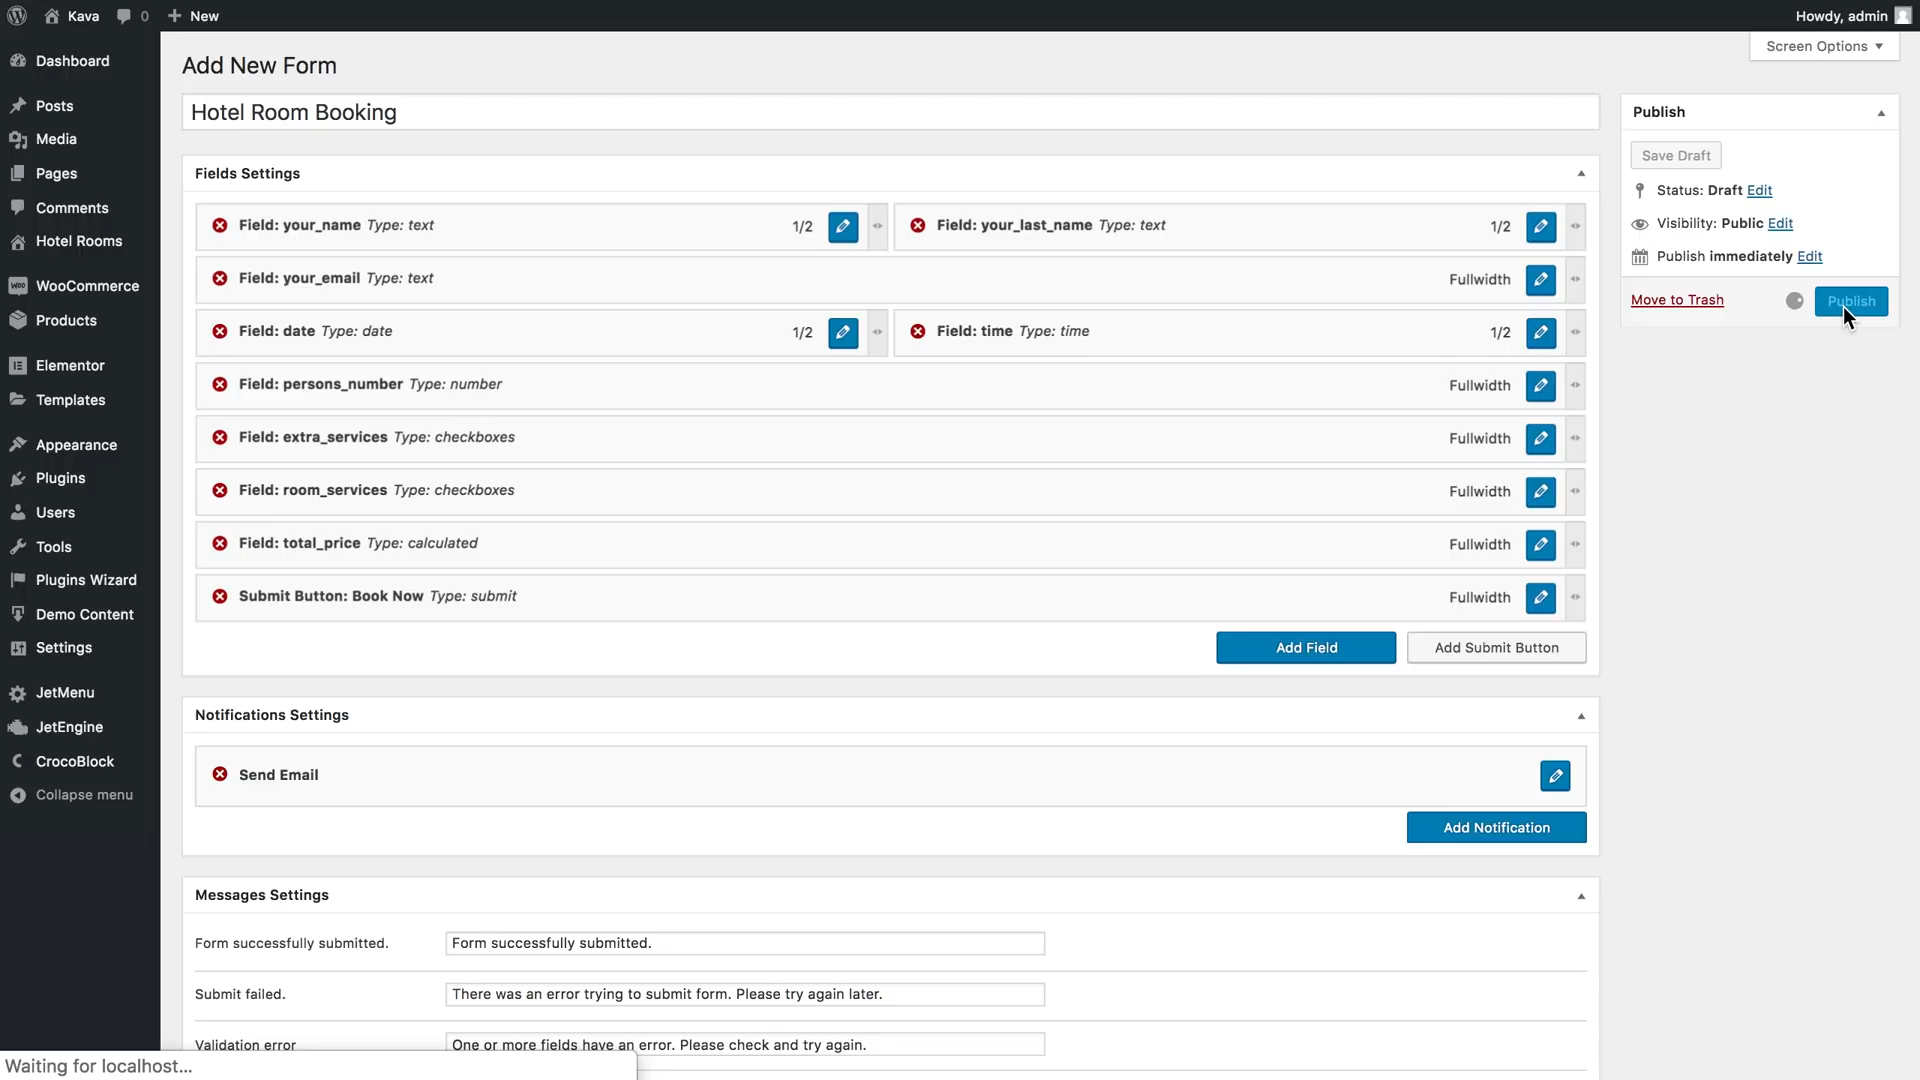 Kava 0 New Howdy, admin
Screen Options
Dashboard
Posts
Media
Pages
Comments
Hotel Rooms
WooCommerce
Products
Elementor
Templates
Appearance
Plugins
Users
Tools
Plugins Wizard
Demo Content
Settings
JetMenu
JetEngine
CrocoBlock
Collapse menu
Add New Form
Hotel Room Booking
Fields Settings
Field: your_name Type: text 1/2
Field: your_last_name Type: text 1/2
Field: your_email Type: text Fullwidth
Field: date Type: date 1/2
Field: time Type: time 1/2
Field: persons_number Type: number Fullwidth
Field: extra_services Type: checkboxes Fullwidth
Field: room_services Type: checkboxes Fullwidth
Field: total_price Type: calculated Fullwidth
Submit Button: Book Now Type: submit Fullwidth
Add Field Add Submit Button
Notifications Settings
Send Email
Add Notification
Messages Settings
Form successfully submitted. Form successfully submitted.
Submit failed. There was an error trying to submit form. Please try again later.
Validation error One or more fields have an error. Please check and try again.
Publish
Save Draft
Status: Draft Edit
Visibility: Public Edit
Publish immediately Edit
Move to Trash Publish
Waiting for localhost...